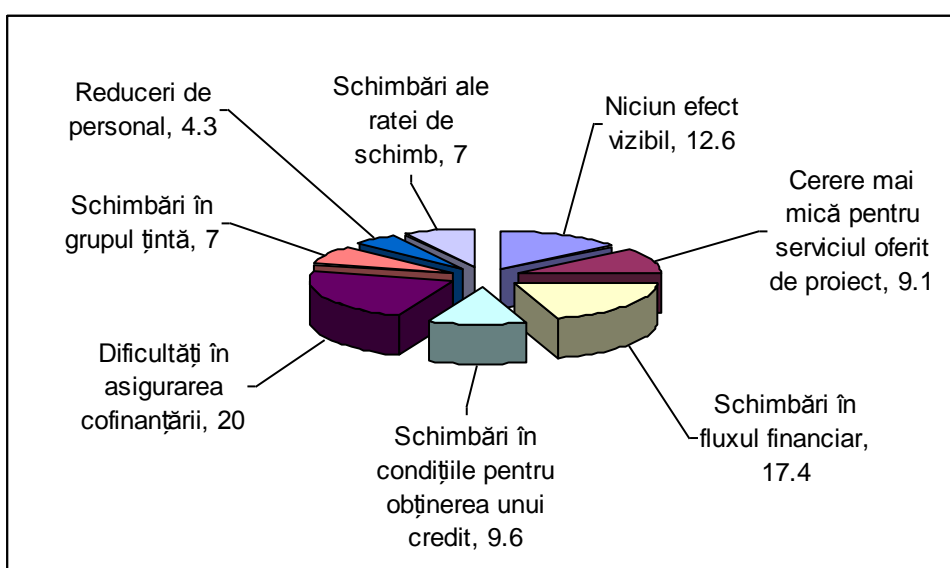 Reduceri de
personal, 4.3
Schimbări ale
ratei de
schimb, 7
Niciun efect
vizibil, 12.6
Cerere mai
mică pentru
serviciul oferit
de proiect, 9.1
Schimbări în
grupul țintă, 7
Dificultăți în
asigurarea
cofinanțării, 20
Schimbări în
condițiile pentru
obținerea unui
credit, 9.6
Schimbări în
fluxul financiar,
17.4